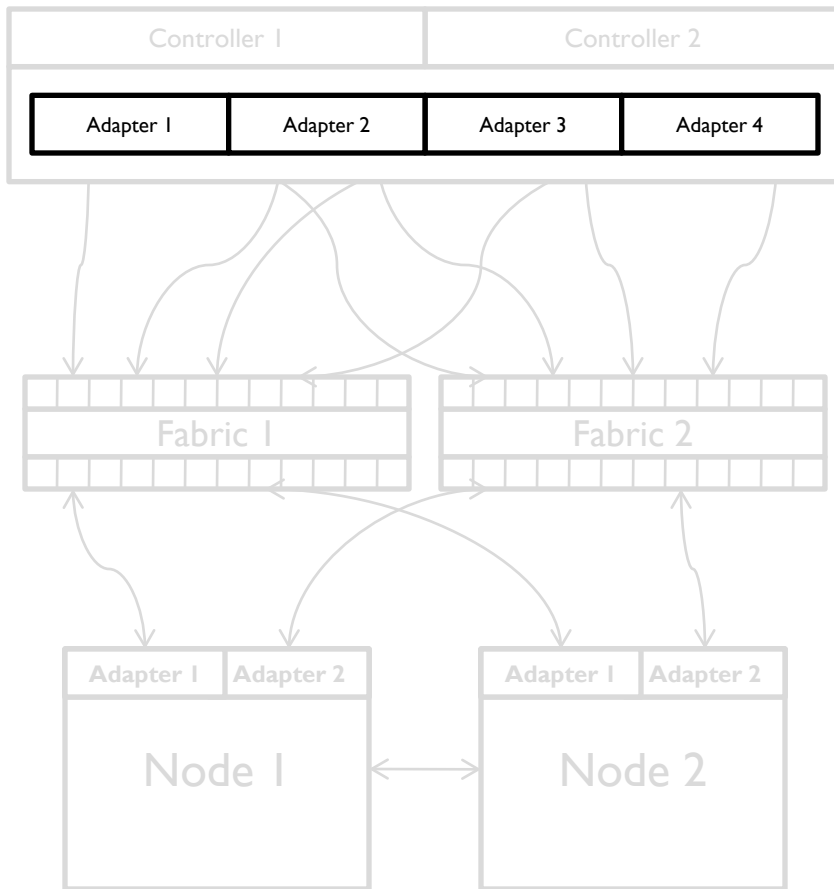 Controller 1 Controller 2
Adapter 1 Adapter 2 Adapter 3 Adapter 4
Fabric 1 Fabric 2
Adapter 1 Adapter 2 Adapter 1 Adapter 2
Node 1 Node 2